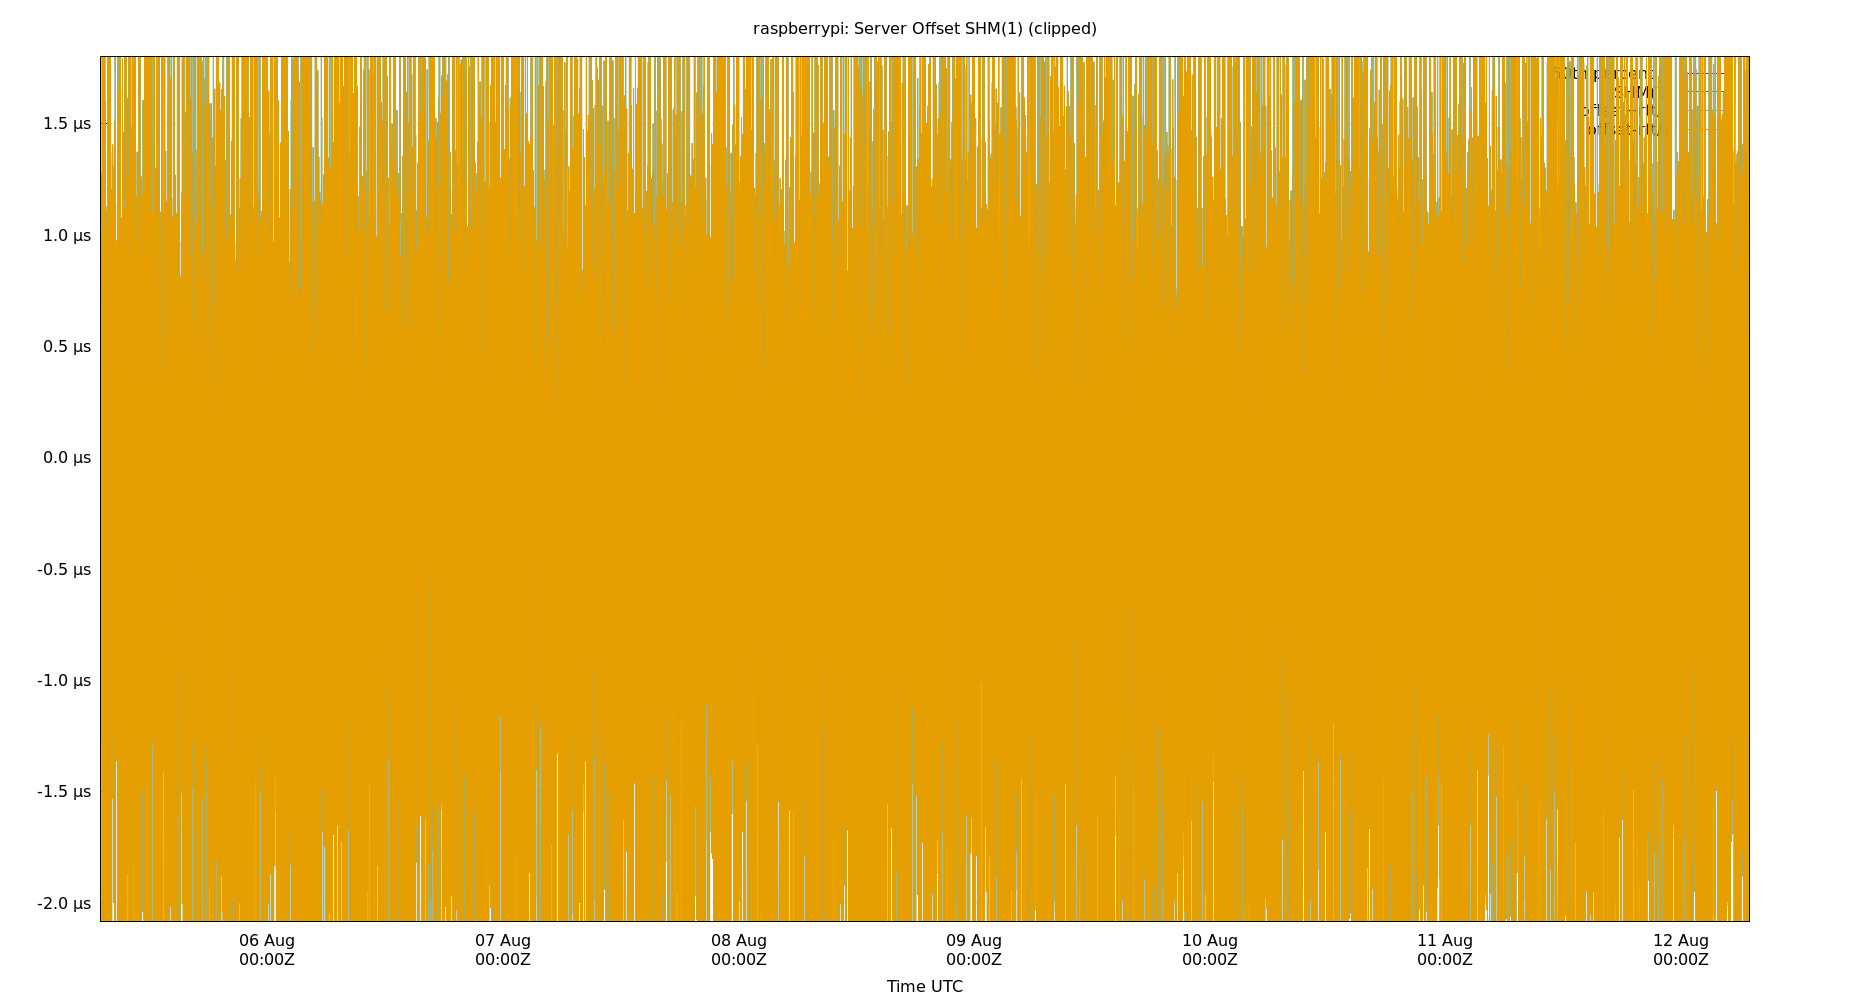 raspberrypi: Server Offset SHM(1) (clipped)
1.5 µs
1.0 µs
0.5 µs
0.0 µs
-0.5 µs
-1.0 µs
-1.5 µs
-2.0 µs
06 Aug 07 Aug 08 Aug 09 Aug 10 Aug 11 Aug 12 Aug
00:00Z 00:00Z 00:00Z 00:00Z 00:00Z 00:00Z 00:00Z
Time UTC